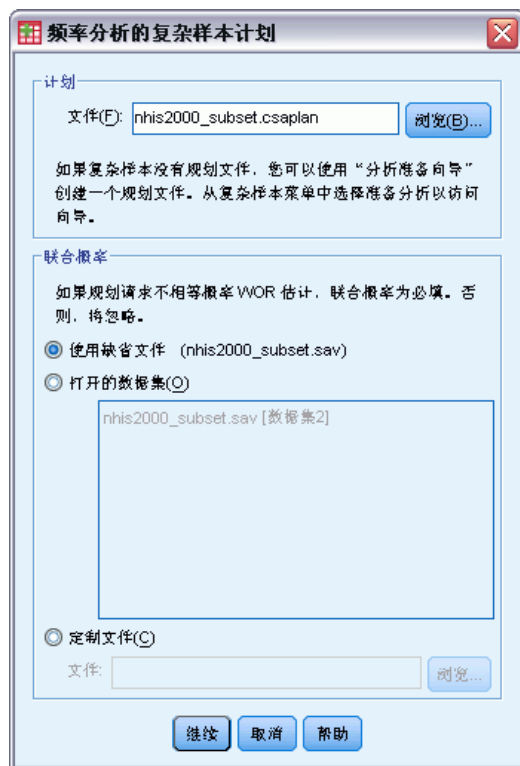 频率分析的复杂样本计划
计划
文件(F): nhis2000_subset.csaplan 浏览(B)...
如果复杂样本没有规划文件，您可以使用“分析准备向导”
创建一个规划文件。从复杂样本菜单中选择准备分析以访问
向导。
联合概率
如果规划请求不相等概率 WOR 估计，联合概率为必填。否
则，将忽略。
使用缺省文件 (nhis2000_subset.sav)
打开的数据集(O)
nhis2000_subset.sav [数据集2]
定制文件(C)
文件: 浏览...
继续 取消 帮助